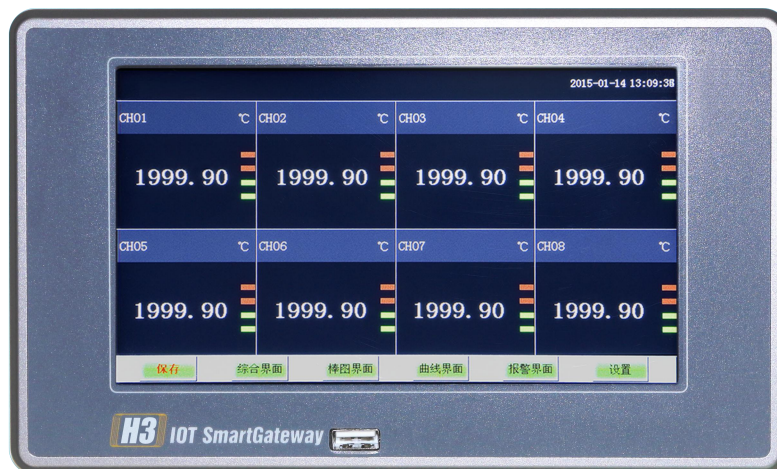 2015-01-14 13:09:38
CH01 ℃ CH02 ℃ CH03 ℃ CH04 ℃
1999.90 1999.90 1999.90 1999.90
CH05 ℃ CH06 ℃ CH07 ℃ CH08 ℃
1999.90 1999.90 1999.90 1999.90
保存 综合界面 棒图界面 曲线界面 报警界面 设置
H3 IOT SmartGateway